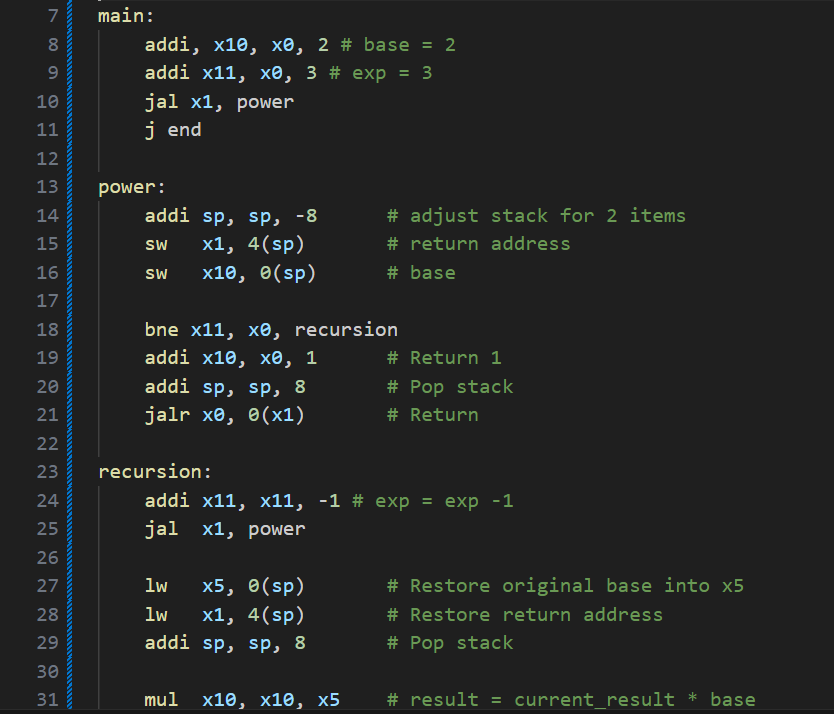 7 main:
8     addi, x10, x0, 2 # base = 2
9     addi x11, x0, 3 # exp = 3
10     jal x1, power
11     j end
12
13 power:
14     addi sp, sp, -8      # adjust stack for 2 items
15     sw   x1, 4(sp)       # return address
16     sw   x10, 0(sp)      # base
17
18     bne x11, x0, recursion
19     addi x10, x0, 1      # Return 1
20     addi sp, sp, 8       # Pop stack
21     jalr x0, 0(x1)       # Return
22
23 recursion:
24     addi x11, x11, -1 # exp = exp -1
25     jal  x1, power
26
27     lw   x5, 0(sp)       # Restore original base into x5
28     lw   x1, 4(sp)       # Restore return address
29     addi sp, sp, 8       # Pop stack
30
31     mul  x10, x10, x5    # result = current_result * base